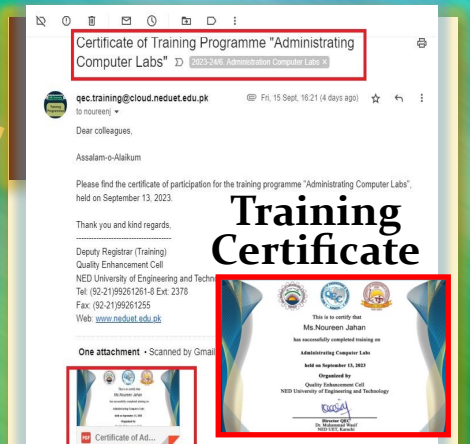 Certificate of Training Programme "Administrating
Computer Labs" 2023-24/6. Administration Computer Labs ×
qec.training@cloud.neduet.edu.pk Fri, 15 Sept, 16:21 (4 days ago)
to noureenj
Dear colleagues,
Assalam-o-Alaikum
Please find the certificate of participation for the training programme "Administrating Computer Labs",
held on September 13, 2023.
Thank you and kind regards,
----------------------------------
Deputy Registrar (Training)
Quality Enhancement Cell
NED University of Engineering and Techn
Tel: (92-21)99261261-8 Ext: 2378
Fax: (92-21)99261255
Web: www.neduet.edu.pk
One attachment • Scanned by Gmail
PDF Certificate of Ad...
Training
Certificate
This is to certify that
Ms.Noureen Jahan
has successfully completed training on
Administrating Computer Labs
held on September 13, 2023
Organized by
Quality Enhancement Cell
NED University of Engineering & Technology
Director QEC
Dr. Muhammad Wasif
NED UET, Karachi